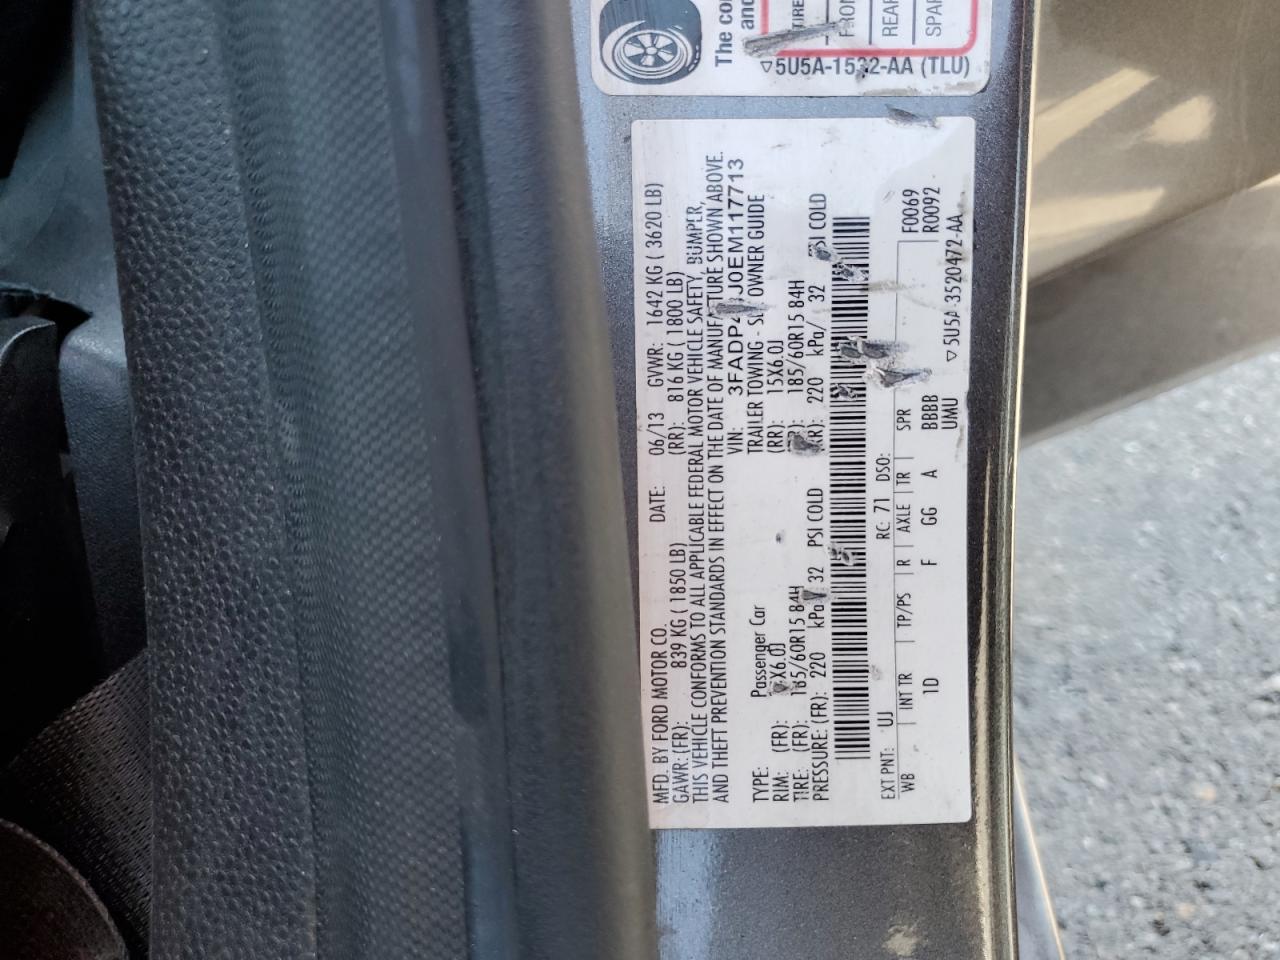 The co
and
TIRE
FRON
REAR
SPAR
▽5U5A-1532-AA (TLU)
MFD. BY FORD MOTOR CO. DATE: 06/13 GVWR: 1642 KG ( 3620 LB)
GAWR:(FR): 839 KG ( 1850 LB) (RR): 816 KG ( 1800 LB)
THIS VEHICLE CONFORMS TO ALL APPLICABLE FEDERAL MOTOR VEHICLE SAFETY, BUMPER,
AND THEFT PREVENTION STANDARDS IN EFFECT ON THE DATE OF MANUFACTURE SHOWN ABOVE.
VIN: 3FADP4 J0EM117713
TYPE: Passenger Car TRAILER TOWING - SEE OWNER GUIDE
RIM: (FR): X6.0J (RR): 15X6.0J
TIRE: (FR): 185/60R15 84H (RR): 185/60R15 84H
PRESSURE: (FR): 220 kPa/ 32 PSI COLD (RR): 220 kPa/ 32 PSI COLD
EXT PNT: UJ RC: 71 DSO: F0069
WB INT TR TP/PS R AXLE TR SPR R0092
1D F GG A BBBB
UMU
▽5U5A-3520472-AA